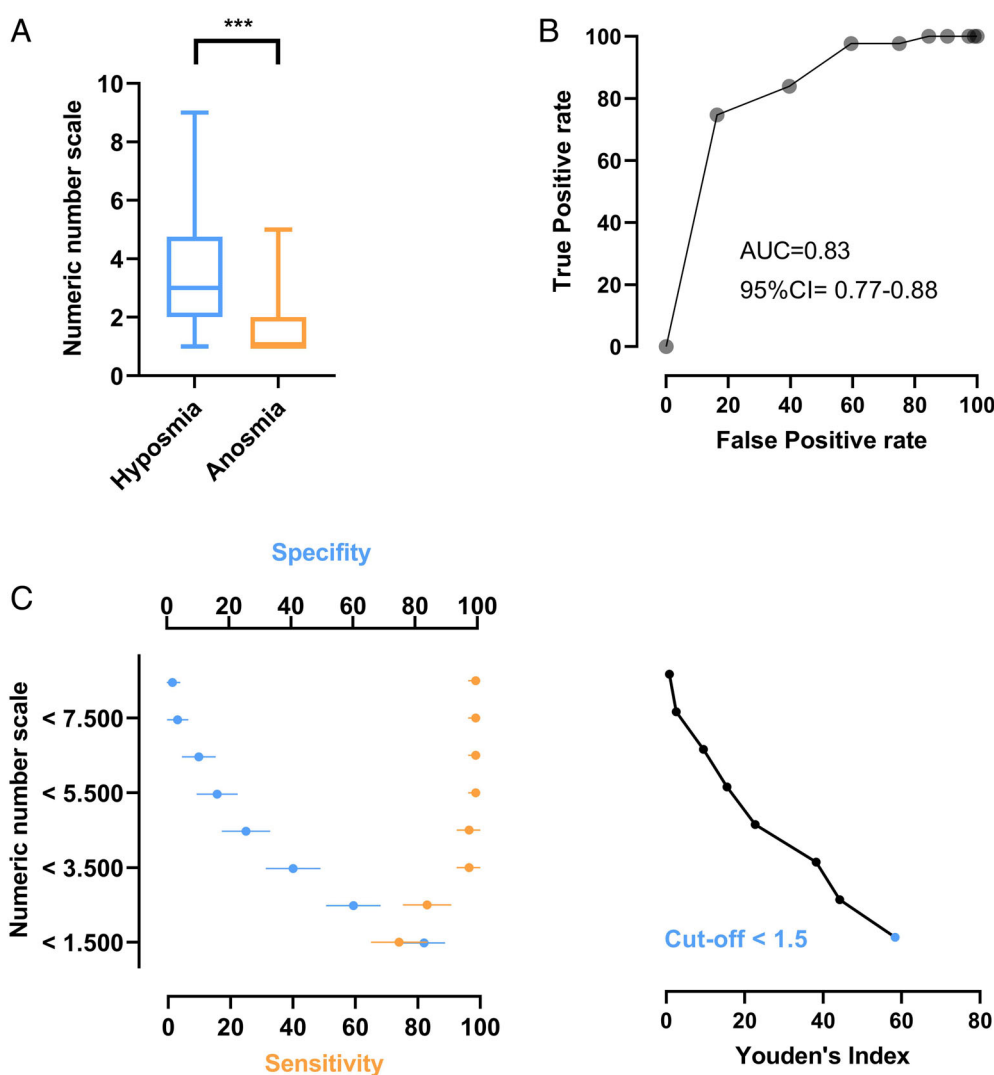 A
***
Numeric number scale
10
8
6
4
2
0
Hyposmia
Anosmia
B
True Positive rate
100
80
60
40
20
0
AUC=0.83
95%CI= 0.77-0.88
0 20 40 60 80 100
False Positive rate
C
Specifity
0 20 40 60 80 100
Numeric number scale
< 7.500
< 5.500
< 3.500
< 1.500
0 20 40 60 80 100
Sensitivity
Cut-off < 1.5
0 20 40 60 80
Youden's Index